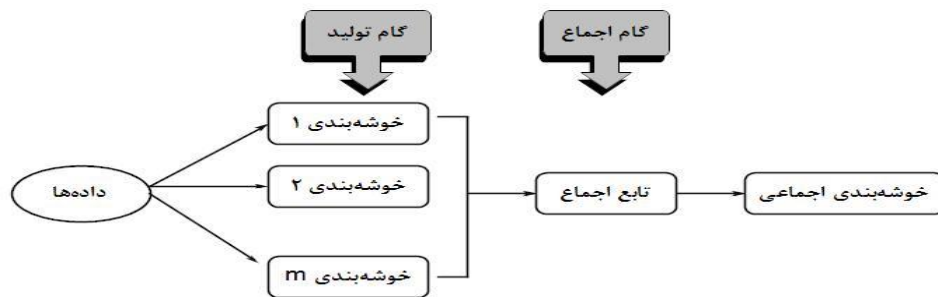 گام تولید
گام اجماع
خوشه‌بندی ۱
داده‌ها
خوشه‌بندی ۲
تابع اجماع
خوشه‌بندی اجماعی
خوشه‌بندی m